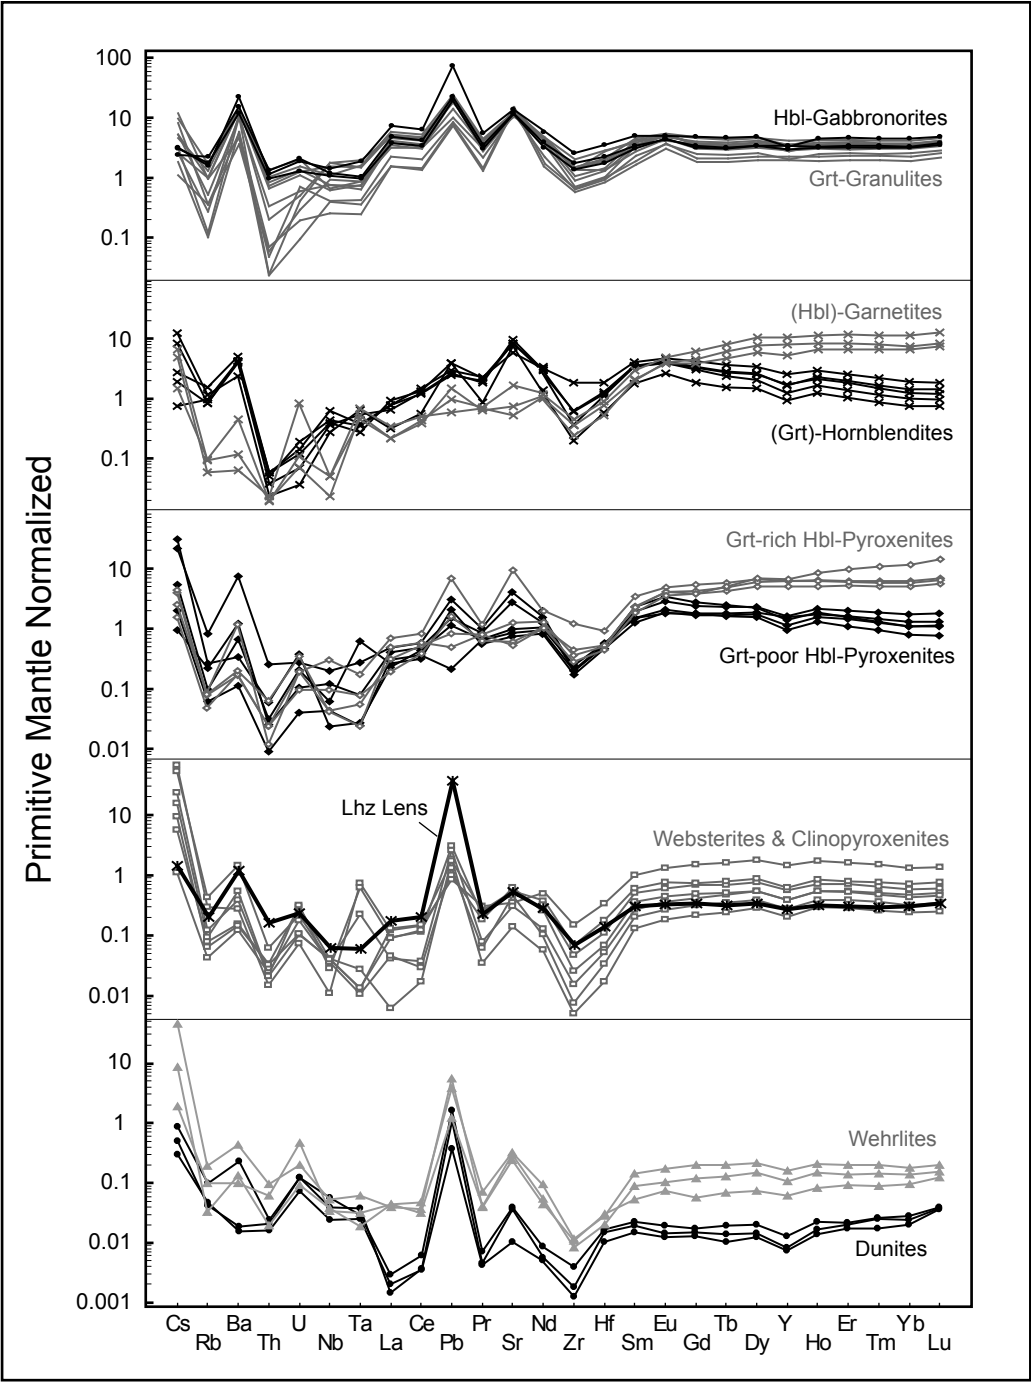 Primitive Mantle Normalized
100
10
1
0.1
Hbl-Gabbronorites
Grt-Granulites
10
1
0.1
(Hbl)-Garnetites
(Grt)-Hornblendites
10
1
0.1
0.01
Grt-rich Hbl-Pyroxenites
Grt-poor Hbl-Pyroxenites
10
1
0.1
0.01
Lhz Lens
Websterites & Clinopyroxenites
10
1
0.1
0.01
0.001
Wehrlites
Dunites
Cs Ba U Ta Ce Pr Nd Hf Eu Tb Y Er Yb
Rb Th Nb La Pb Sr Zr Sm Gd Dy Ho Tm Lu